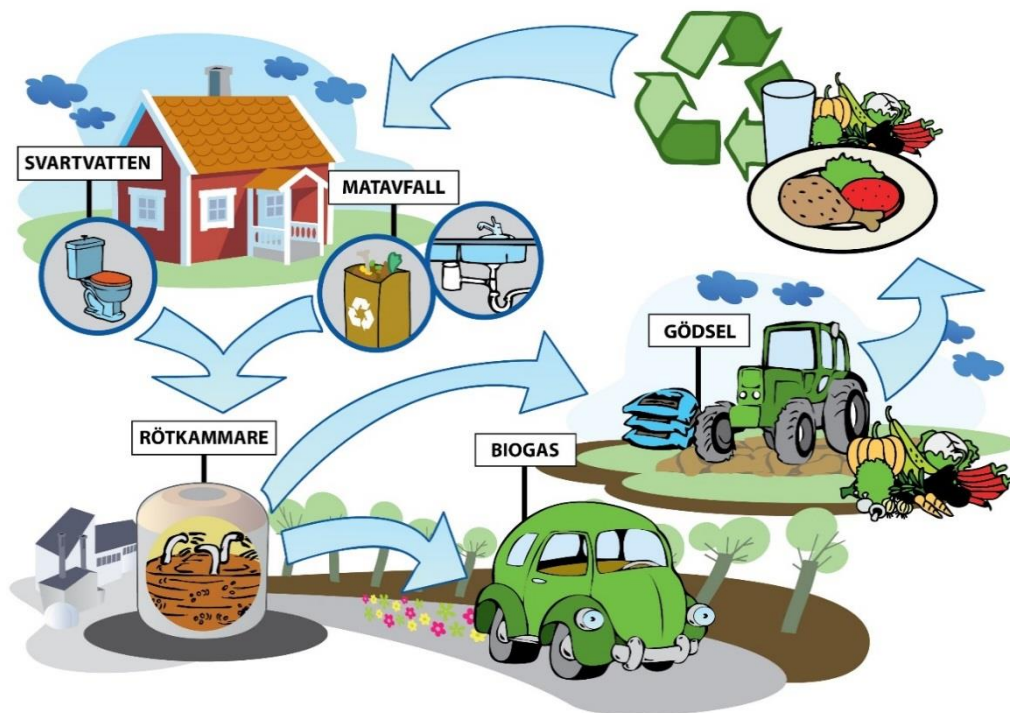 SVARTVATTEN
MATAVFALL
GÖDSEL
RÖTKAMMARE
BIOGAS